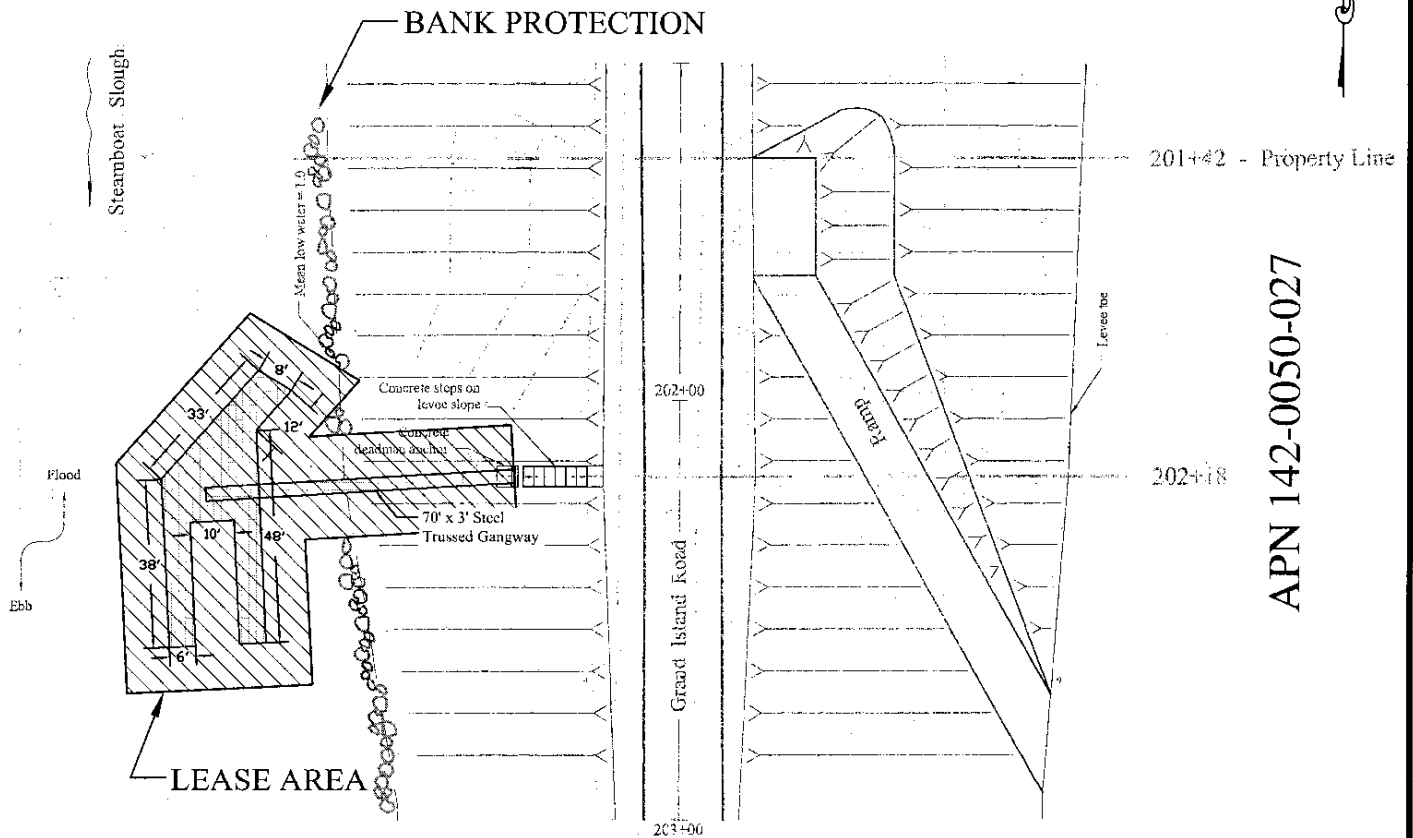 BANK PROTECTION
Steamboat Slough
Mean low water = 1.0
201+42 - Property Line
APN 142-0050-027
Levee toe
Ramp
202+00
Concrete steps on
levee slope
Concrete
deadman anchor
8'
33'
12'
Flood
Ebb
202+18
70' x 3' Steel
Trussed Gangway
10'
48'
38'
6'
Grand Island Road
LEASE AREA
203+00